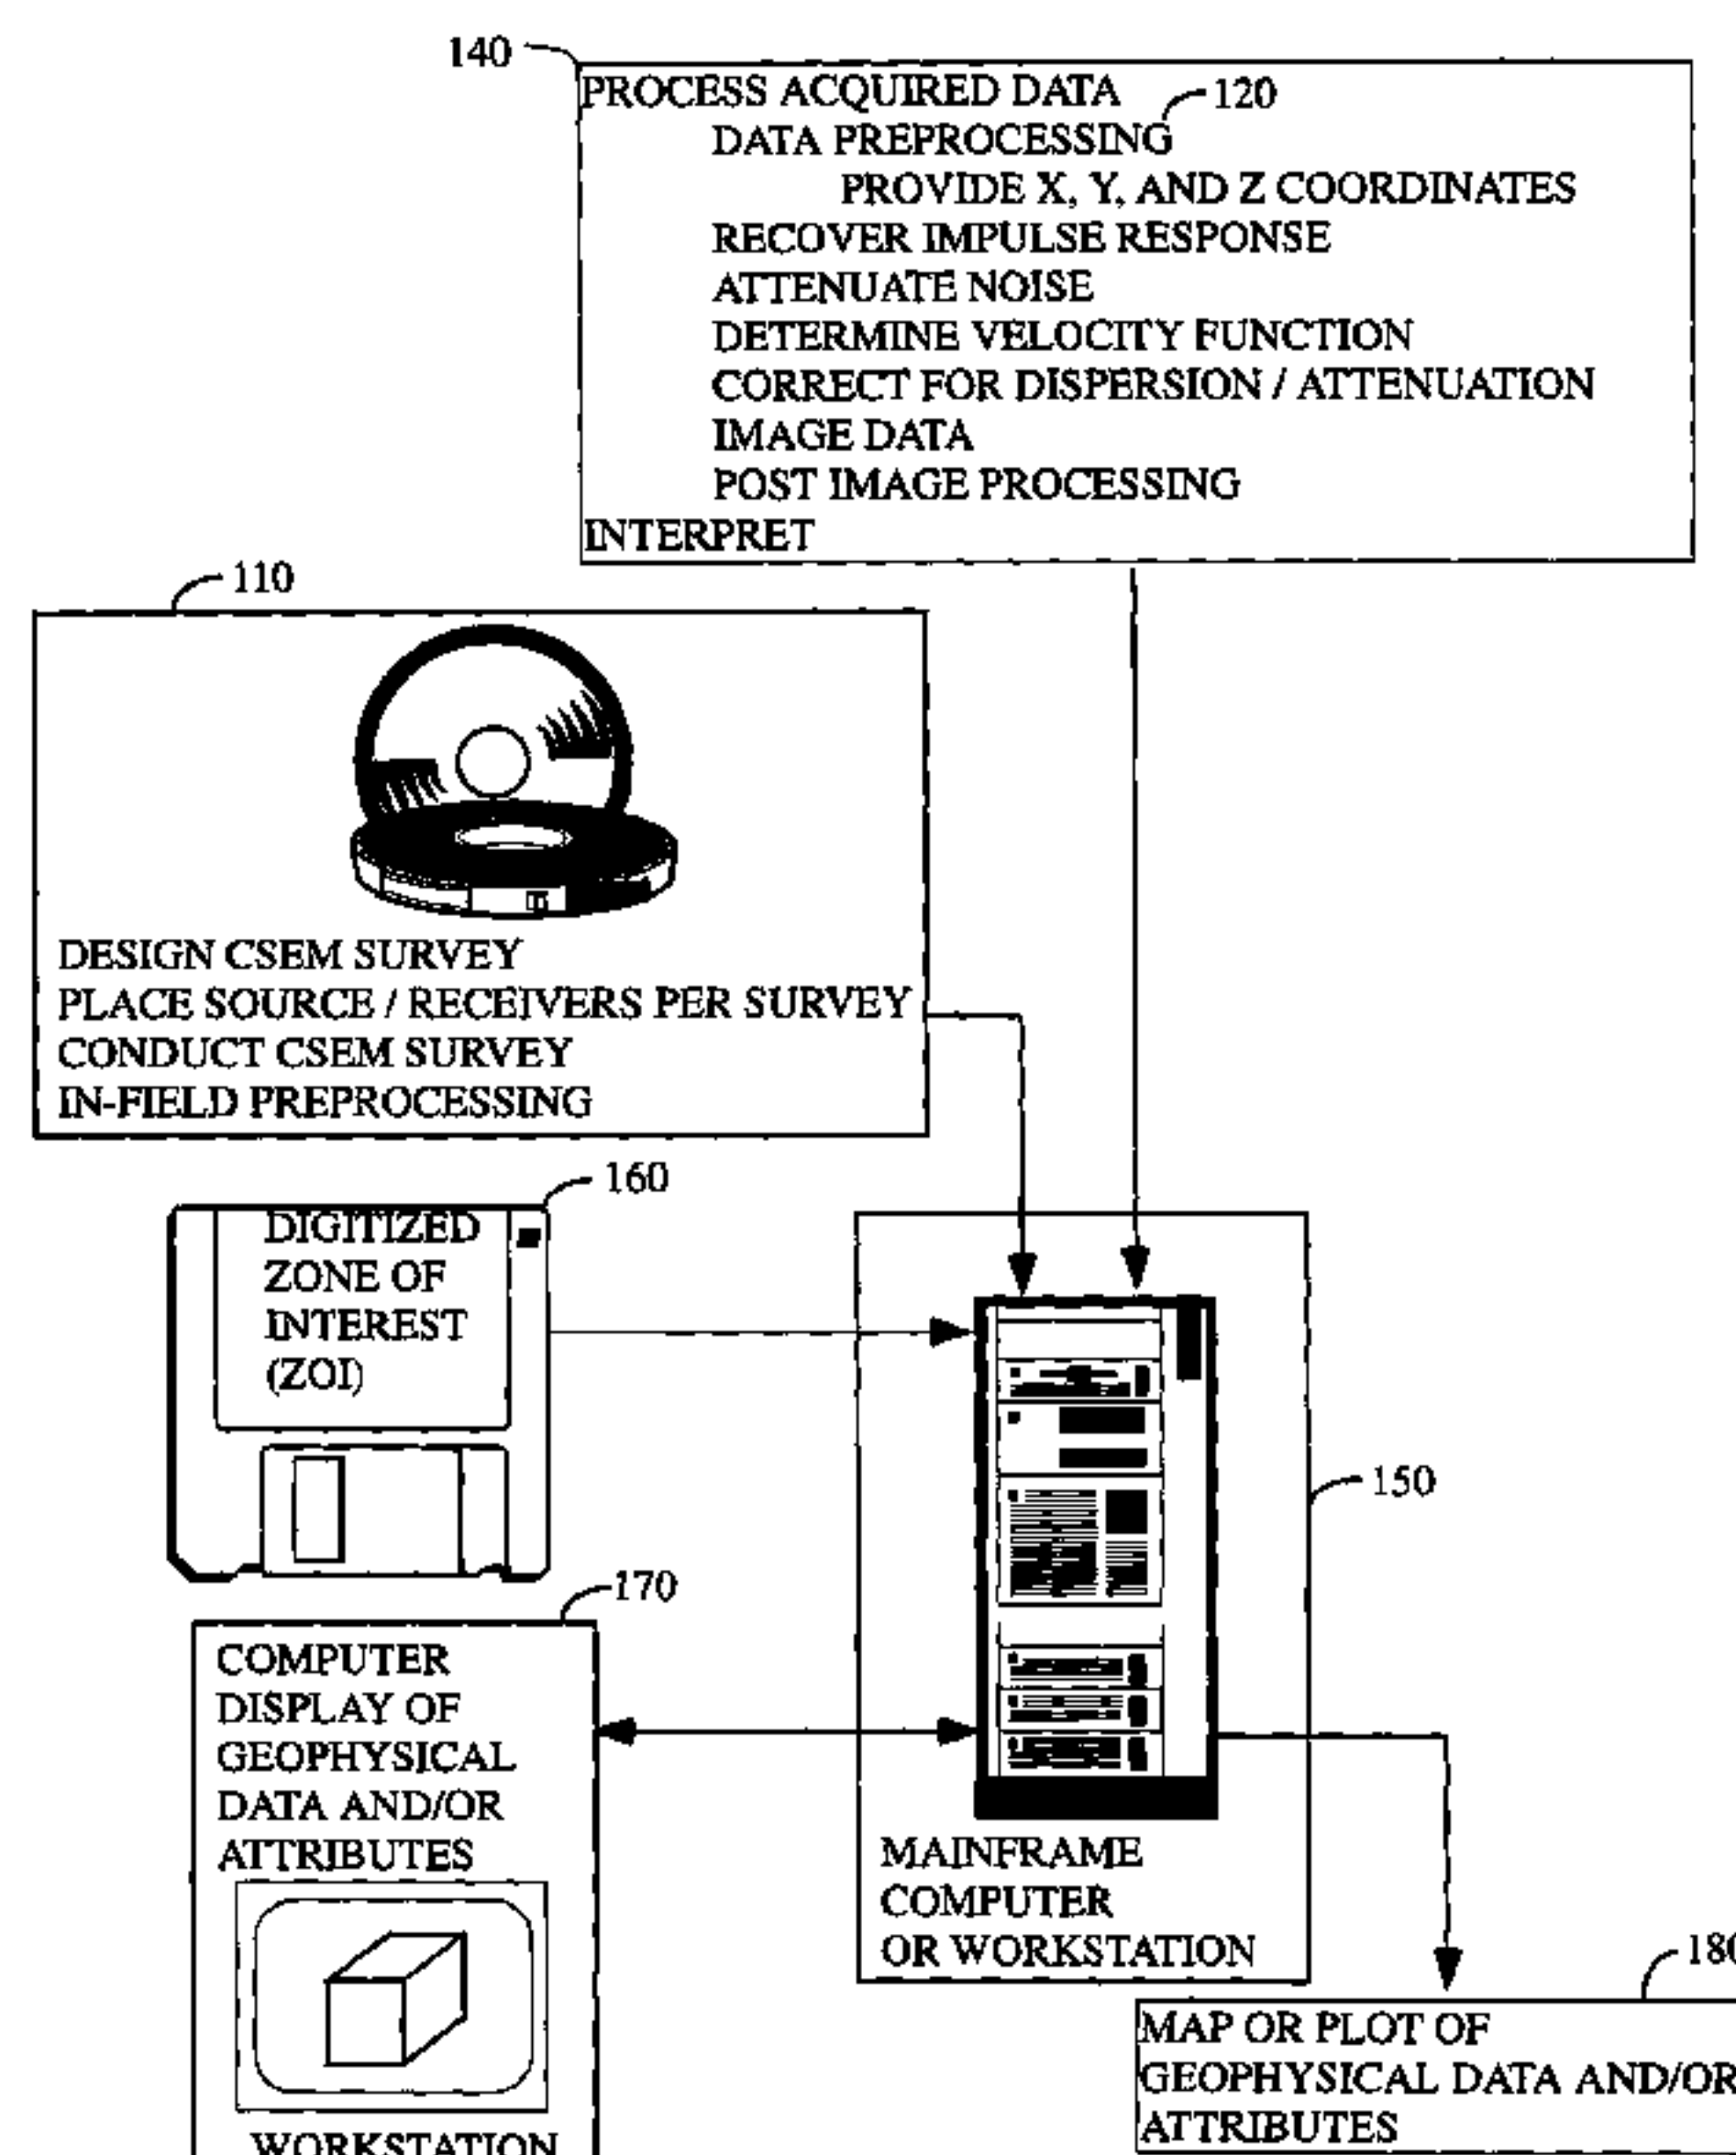 140
PROCESS ACQUIRED DATA
120
DATA PREPROCESSING
PROVIDE X, Y, AND Z COORDINATES
RECOVER IMPULSE RESPONSE
ATTENUATE NOISE
DETERMINE VELOCITY FUNCTION
CORRECT FOR DISPERSION / ATTENUATION
IMAGE DATA
POST IMAGE PROCESSING
INTERPRET
110
DESIGN CSEM SURVEY
PLACE SOURCE / RECEIVERS PER SURVEY
CONDUCT CSEM SURVEY
IN-FIELD PREPROCESSING
160
DIGITIZED
ZONE OF
INTEREST
(ZOI)
150
170
COMPUTER
DISPLAY OF
GEOPHYSICAL
DATA AND/OR
ATTRIBUTES
WORKSTATION
MAINFRAME
COMPUTER
OR WORKSTATION
180
MAP OR PLOT OF
GEOPHYSICAL DATA AND/OR
ATTRIBUTES